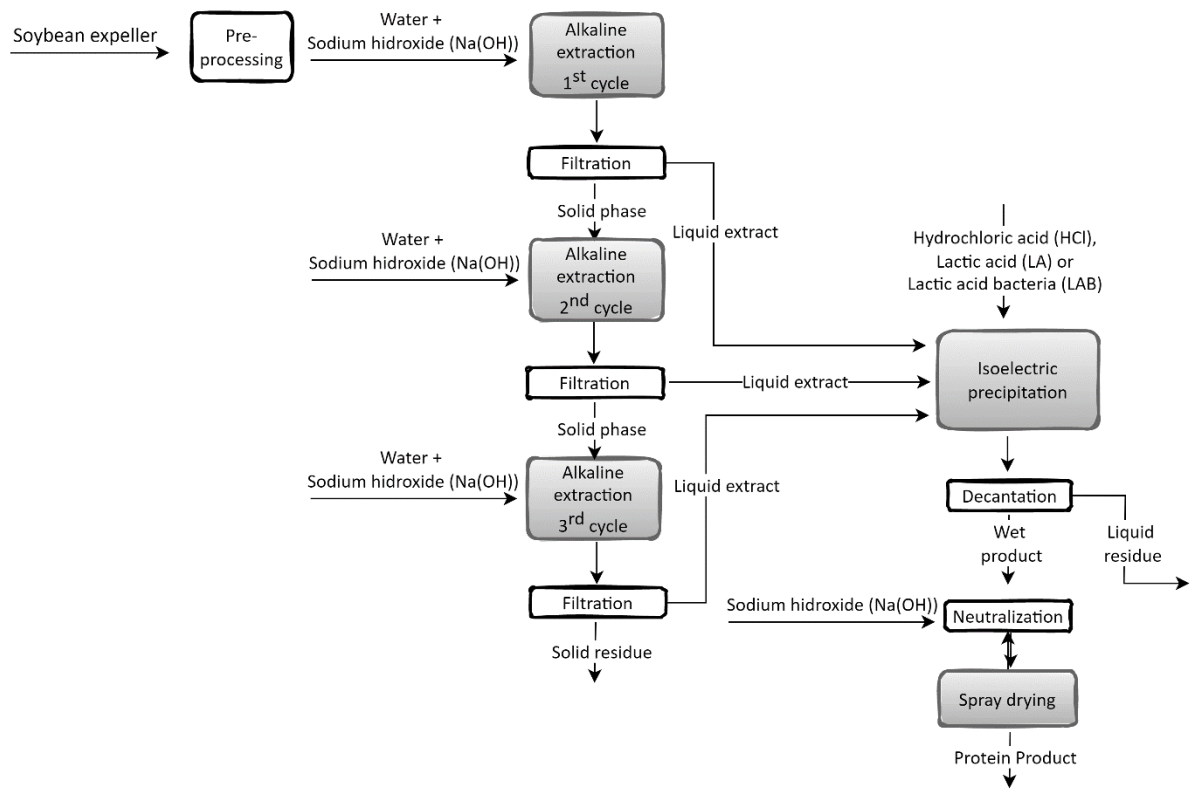 Soybean expeller
Pre-
processing
Water +
Sodium hidroxide (Na(OH))
Alkaline
extraction
1st cycle
Filtration
Solid phase
Liquid extract
Water +
Sodium hidroxide (Na(OH))
Alkaline
extraction
2nd cycle
Filtration
Liquid extract
Solid phase
Water +
Sodium hidroxide (Na(OH))
Alkaline
extraction
3rd cycle
Liquid extract
Filtration
Solid residue
Hydrochloric acid (HCl),
Lactic acid (LA) or
Lactic acid bacteria (LAB)
Isoelectric
precipitation
Decantation
Wet
product
Liquid
residue
Sodium hidroxide (Na(OH))
Neutralization
Spray drying
Protein Product